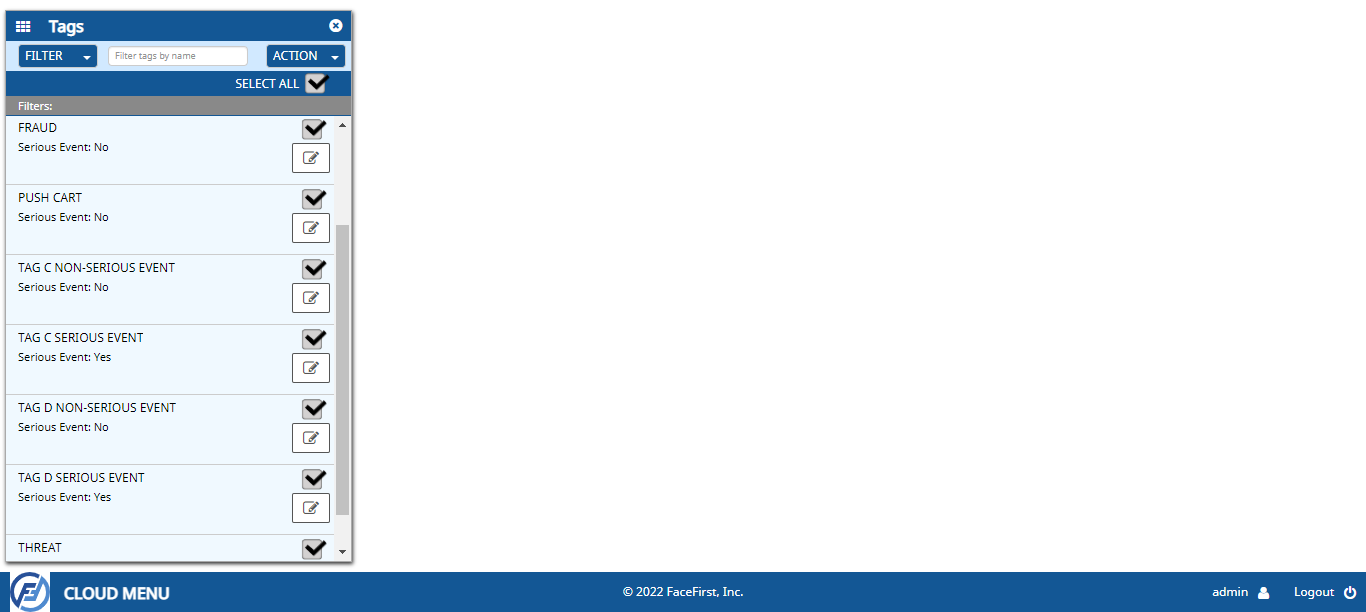 Tags
FILTER
Filter tags by name
ACTION
SELECT ALL
Filters:
FRAUD
Serious Event: No
PUSH CART
Serious Event: No
TAG C NON-SERIOUS EVENT
Serious Event: No
TAG C SERIOUS EVENT
Serious Event: Yes
TAG D NON-SERIOUS EVENT
Serious Event: No
TAG D SERIOUS EVENT
Serious Event: Yes
THREAT
CLOUD MENU
© 2022 FaceFirst, Inc.
admin
Logout